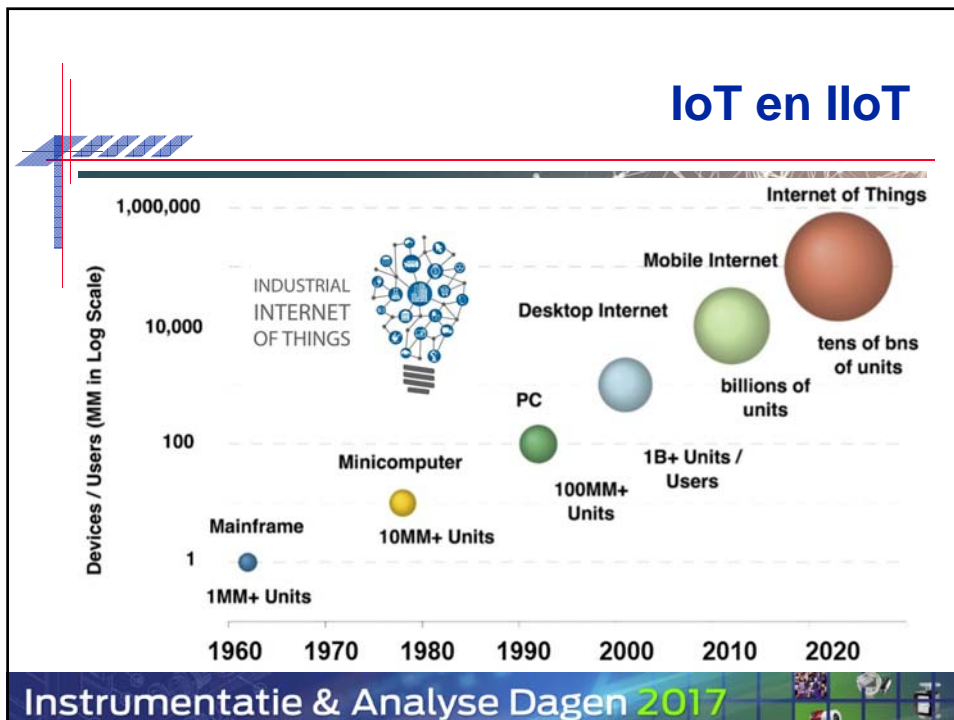 IoT en IIoT
Devices / Users (MM in Log Scale)
1,000,000
10,000
100
1
INDUSTRIAL
INTERNET
OF THINGS
Internet of Things
tens of bns
of units
Mobile Internet
billions of
units
Desktop Internet
1B+ Units /
Users
PC
100MM+
Units
Minicomputer
10MM+ Units
Mainframe
1MM+ Units
1960 1970 1980 1990 2000 2010 2020
Instrumentatie & Analyse Dagen 2017